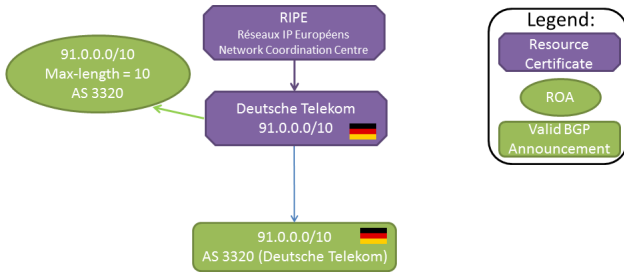 RIPE
Réseaux IP Européens
Network Coordination Centre
91.0.0.0/10
Max-length = 10
AS 3320
Deutsche Telekom
91.0.0.0/10
91.0.0.0/10
AS 3320 (Deutsche Telekom)
Legend:
Resource
Certificate
ROA
Valid BGP
Announcement